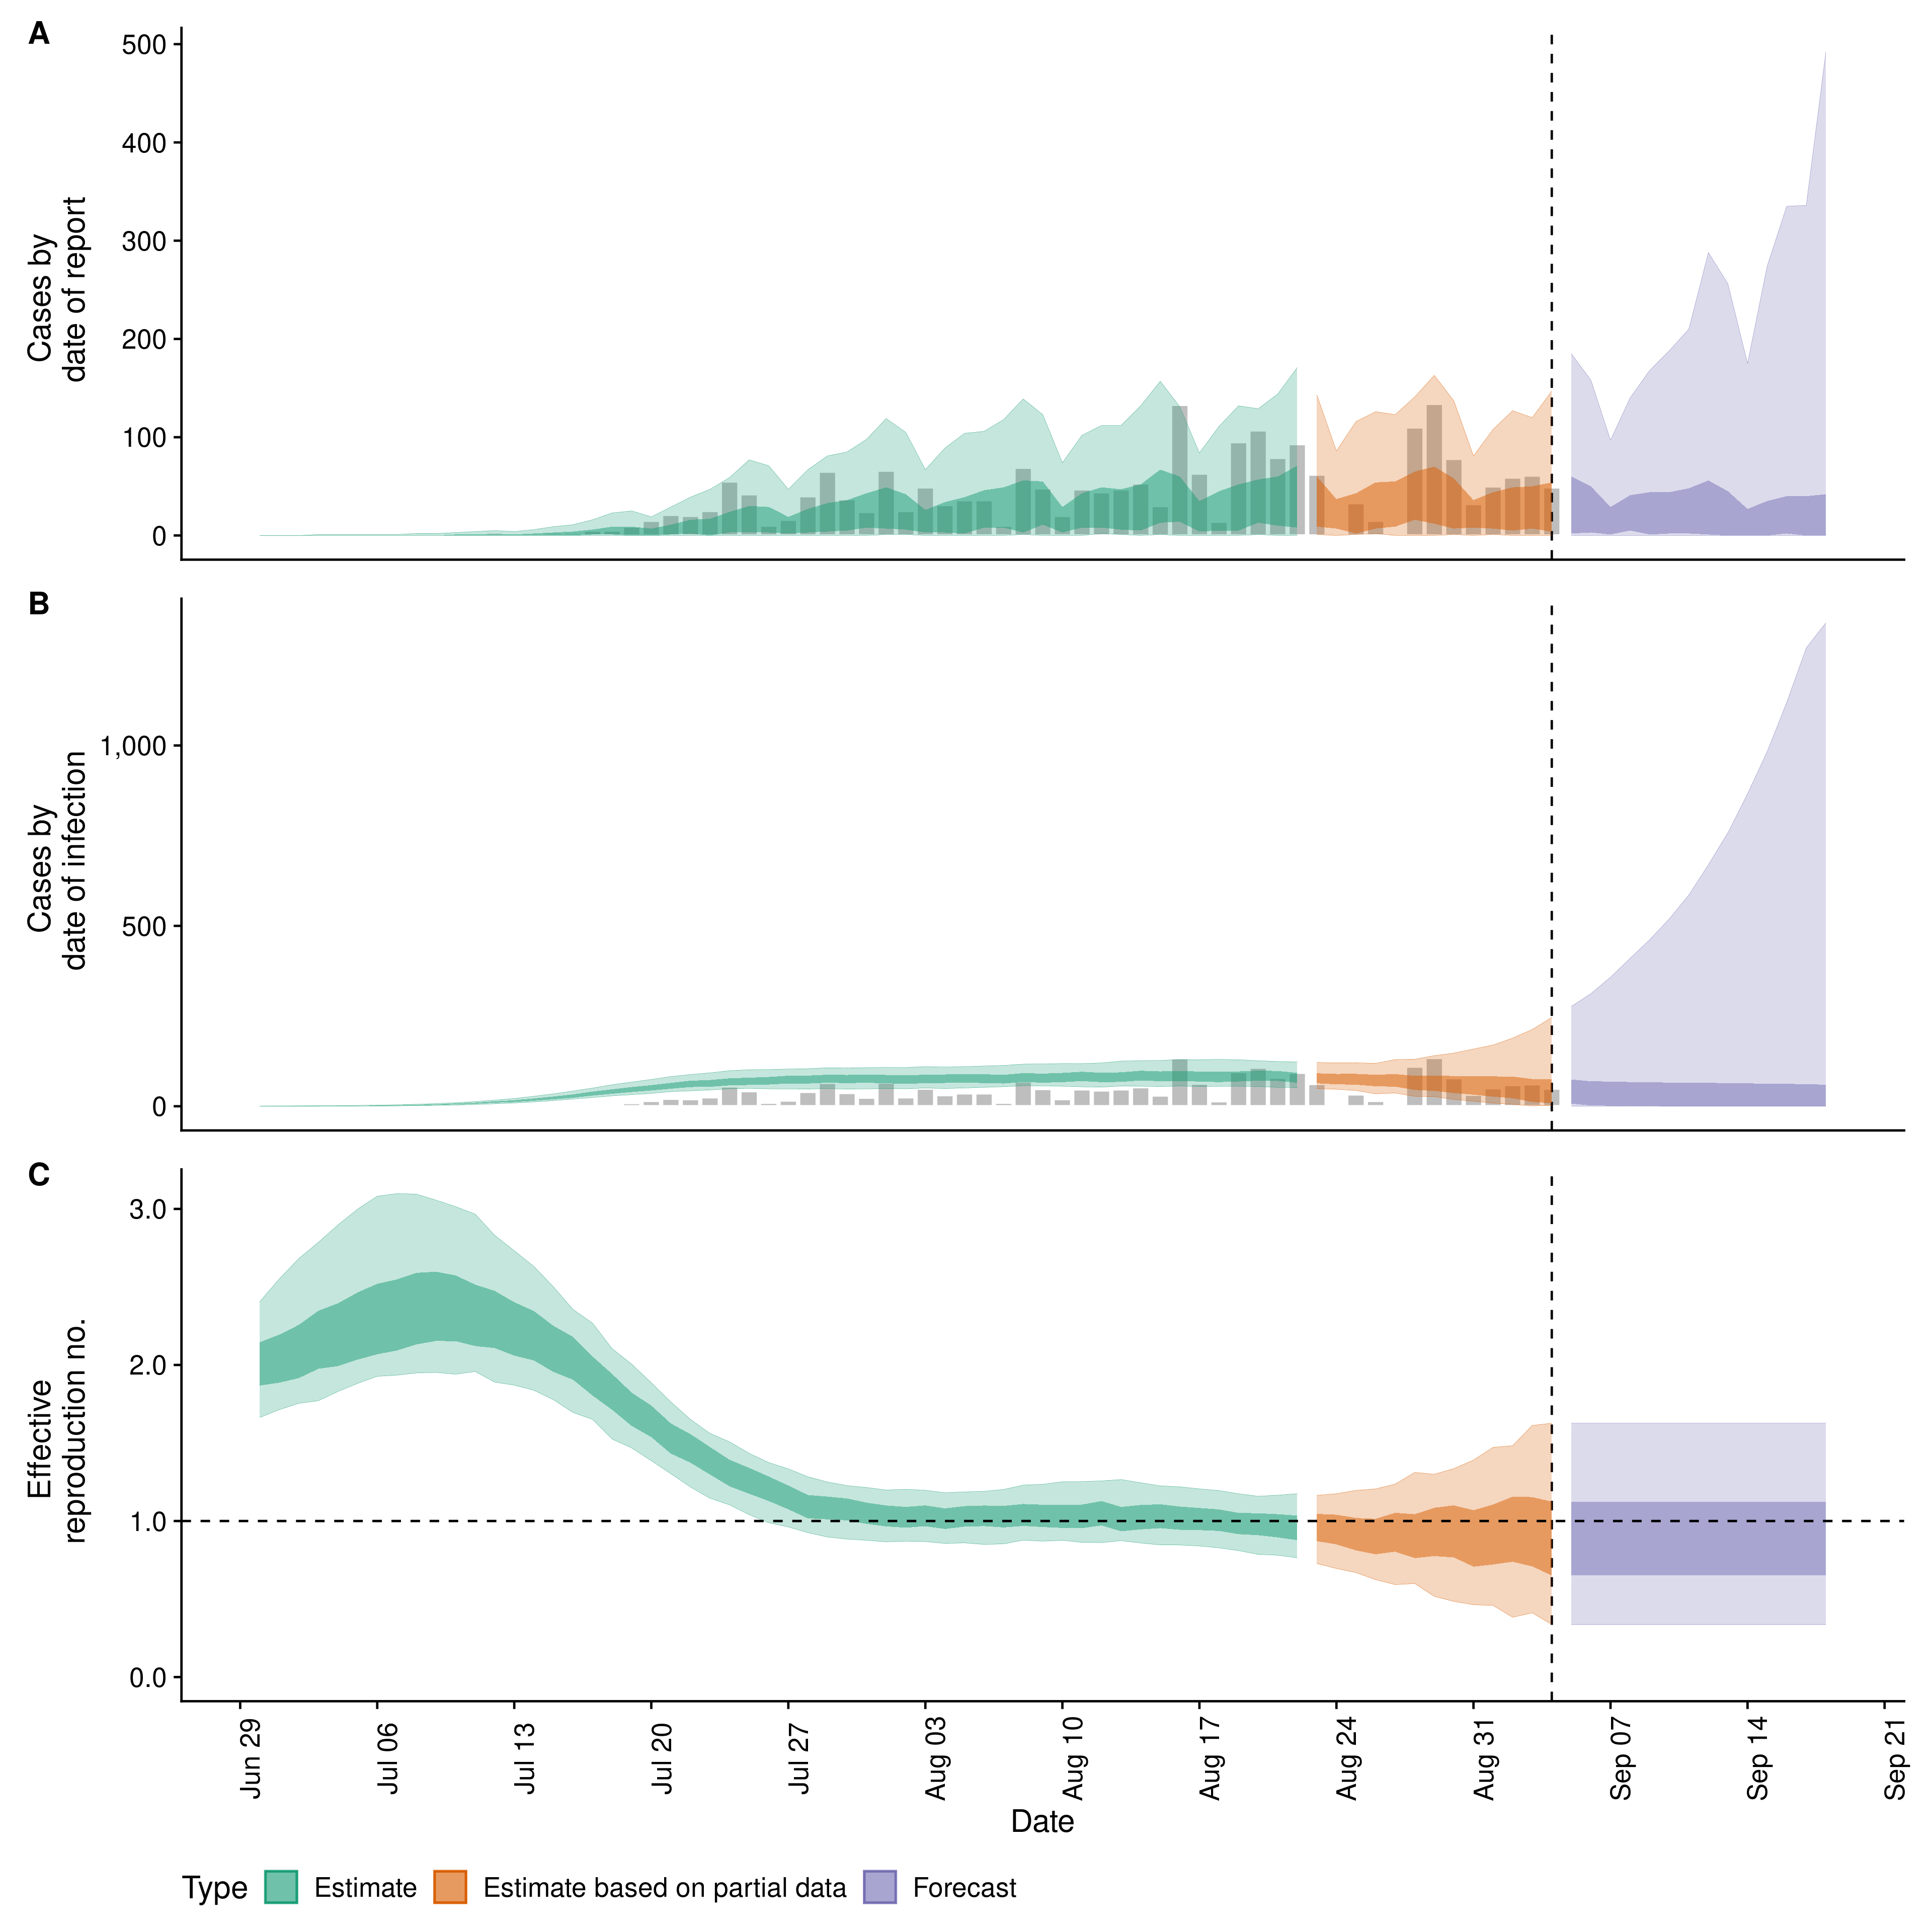 A
500
400
300
200
100
0
Cases by
date of report
B
1,000
500
0
Cases by
date of infection
C
3.0
2.0
1.0
0.0
Effective
reproduction no.
Jun 29
Jul 06
Jul 13
Jul 20
Jul 27
Aug 03
Aug 10
Aug 17
Aug 24
Aug 31
Sep 07
Sep 14
Sep 21
Date
Type Estimate Estimate based on partial data Forecast